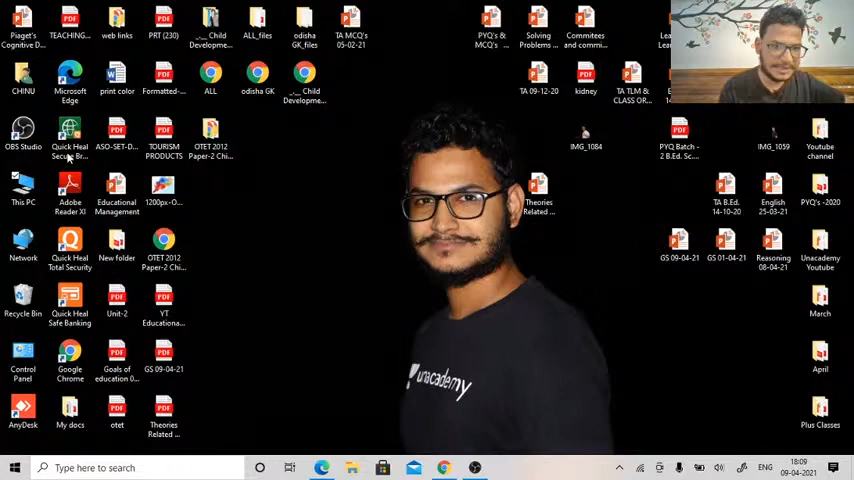 Piaget's
Cognitive D...
TEACHING...
web links
PRT (230)
_.._ Child
Developme...
ALL_files
odisha
GK_files
TA MCQ's
05-02-21
PYQ's &
MCQ's ...
Solving
Problems ...
Commitees
and commi...
CHINU
Microsoft
Edge
print color
Formatted-...
ALL
odisha GK
_.._ Child
Developme...
TA 09-12-20
kidney
TA TLM &
CLASS OR...
OBS Studio
Quick Heal
Secure Br...
ASO-SET-D...
TOURISM
PRODUCTS
OTET 2012
Paper-2 Chi...
IMG_1084
PYQ Batch -
2 B.Ed. Sc....
IMG_1059
Youtube
channel
This PC
Adobe
Reader XI
Educational
Management
1200px-O...
Theories
Related ...
TA B.Ed.
14-10-20
English
25-03-21
PYQ's -2020
Network
Quick Heal
Total Security
New folder
OTET 2012
Paper-2 Chi...
GS 09-04-21
GS 01-04-21
Reasoning
08-04-21
Unacademy
Youtube
Recycle Bin
Quick Heal
Safe Banking
Unit-2
YT
Educationa...
March
Control
Panel
Google
Chrome
Goals of
education 0...
GS 09-04-21
April
unacademy
AnyDesk
My docs
otet
Theories
Related ...
Plus Classes
Type here to search
ENG
18:09
09-04-2021